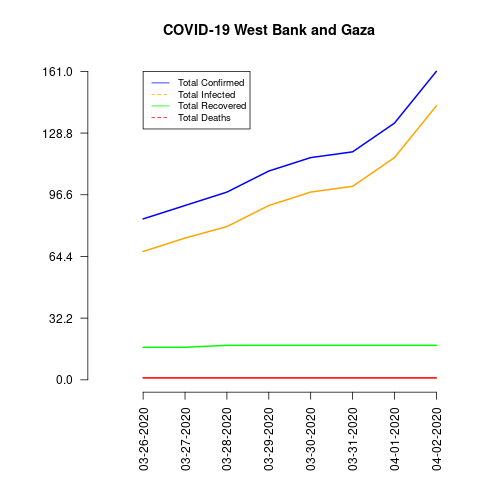 COVID-19 West Bank and Gaza
161.0
128.8
96.6
64.4
32.2
0.0
Total Confirmed
Total Infected
Total Recovered
Total Deaths
03-26-2020
03-27-2020
03-28-2020
03-29-2020
03-30-2020
03-31-2020
04-01-2020
04-02-2020